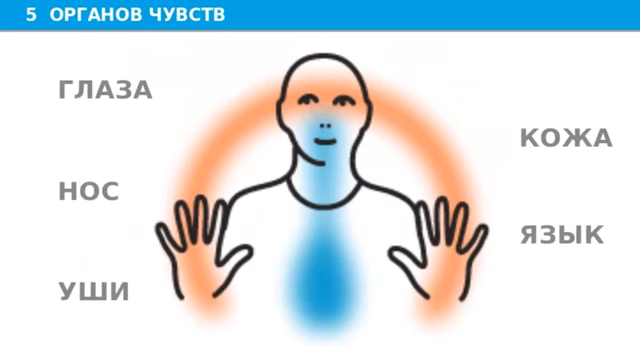 5 ОРГАНОВ ЧУВСТВ
ГЛАЗА
НОС
УШИ
КОЖА
ЯЗЫК